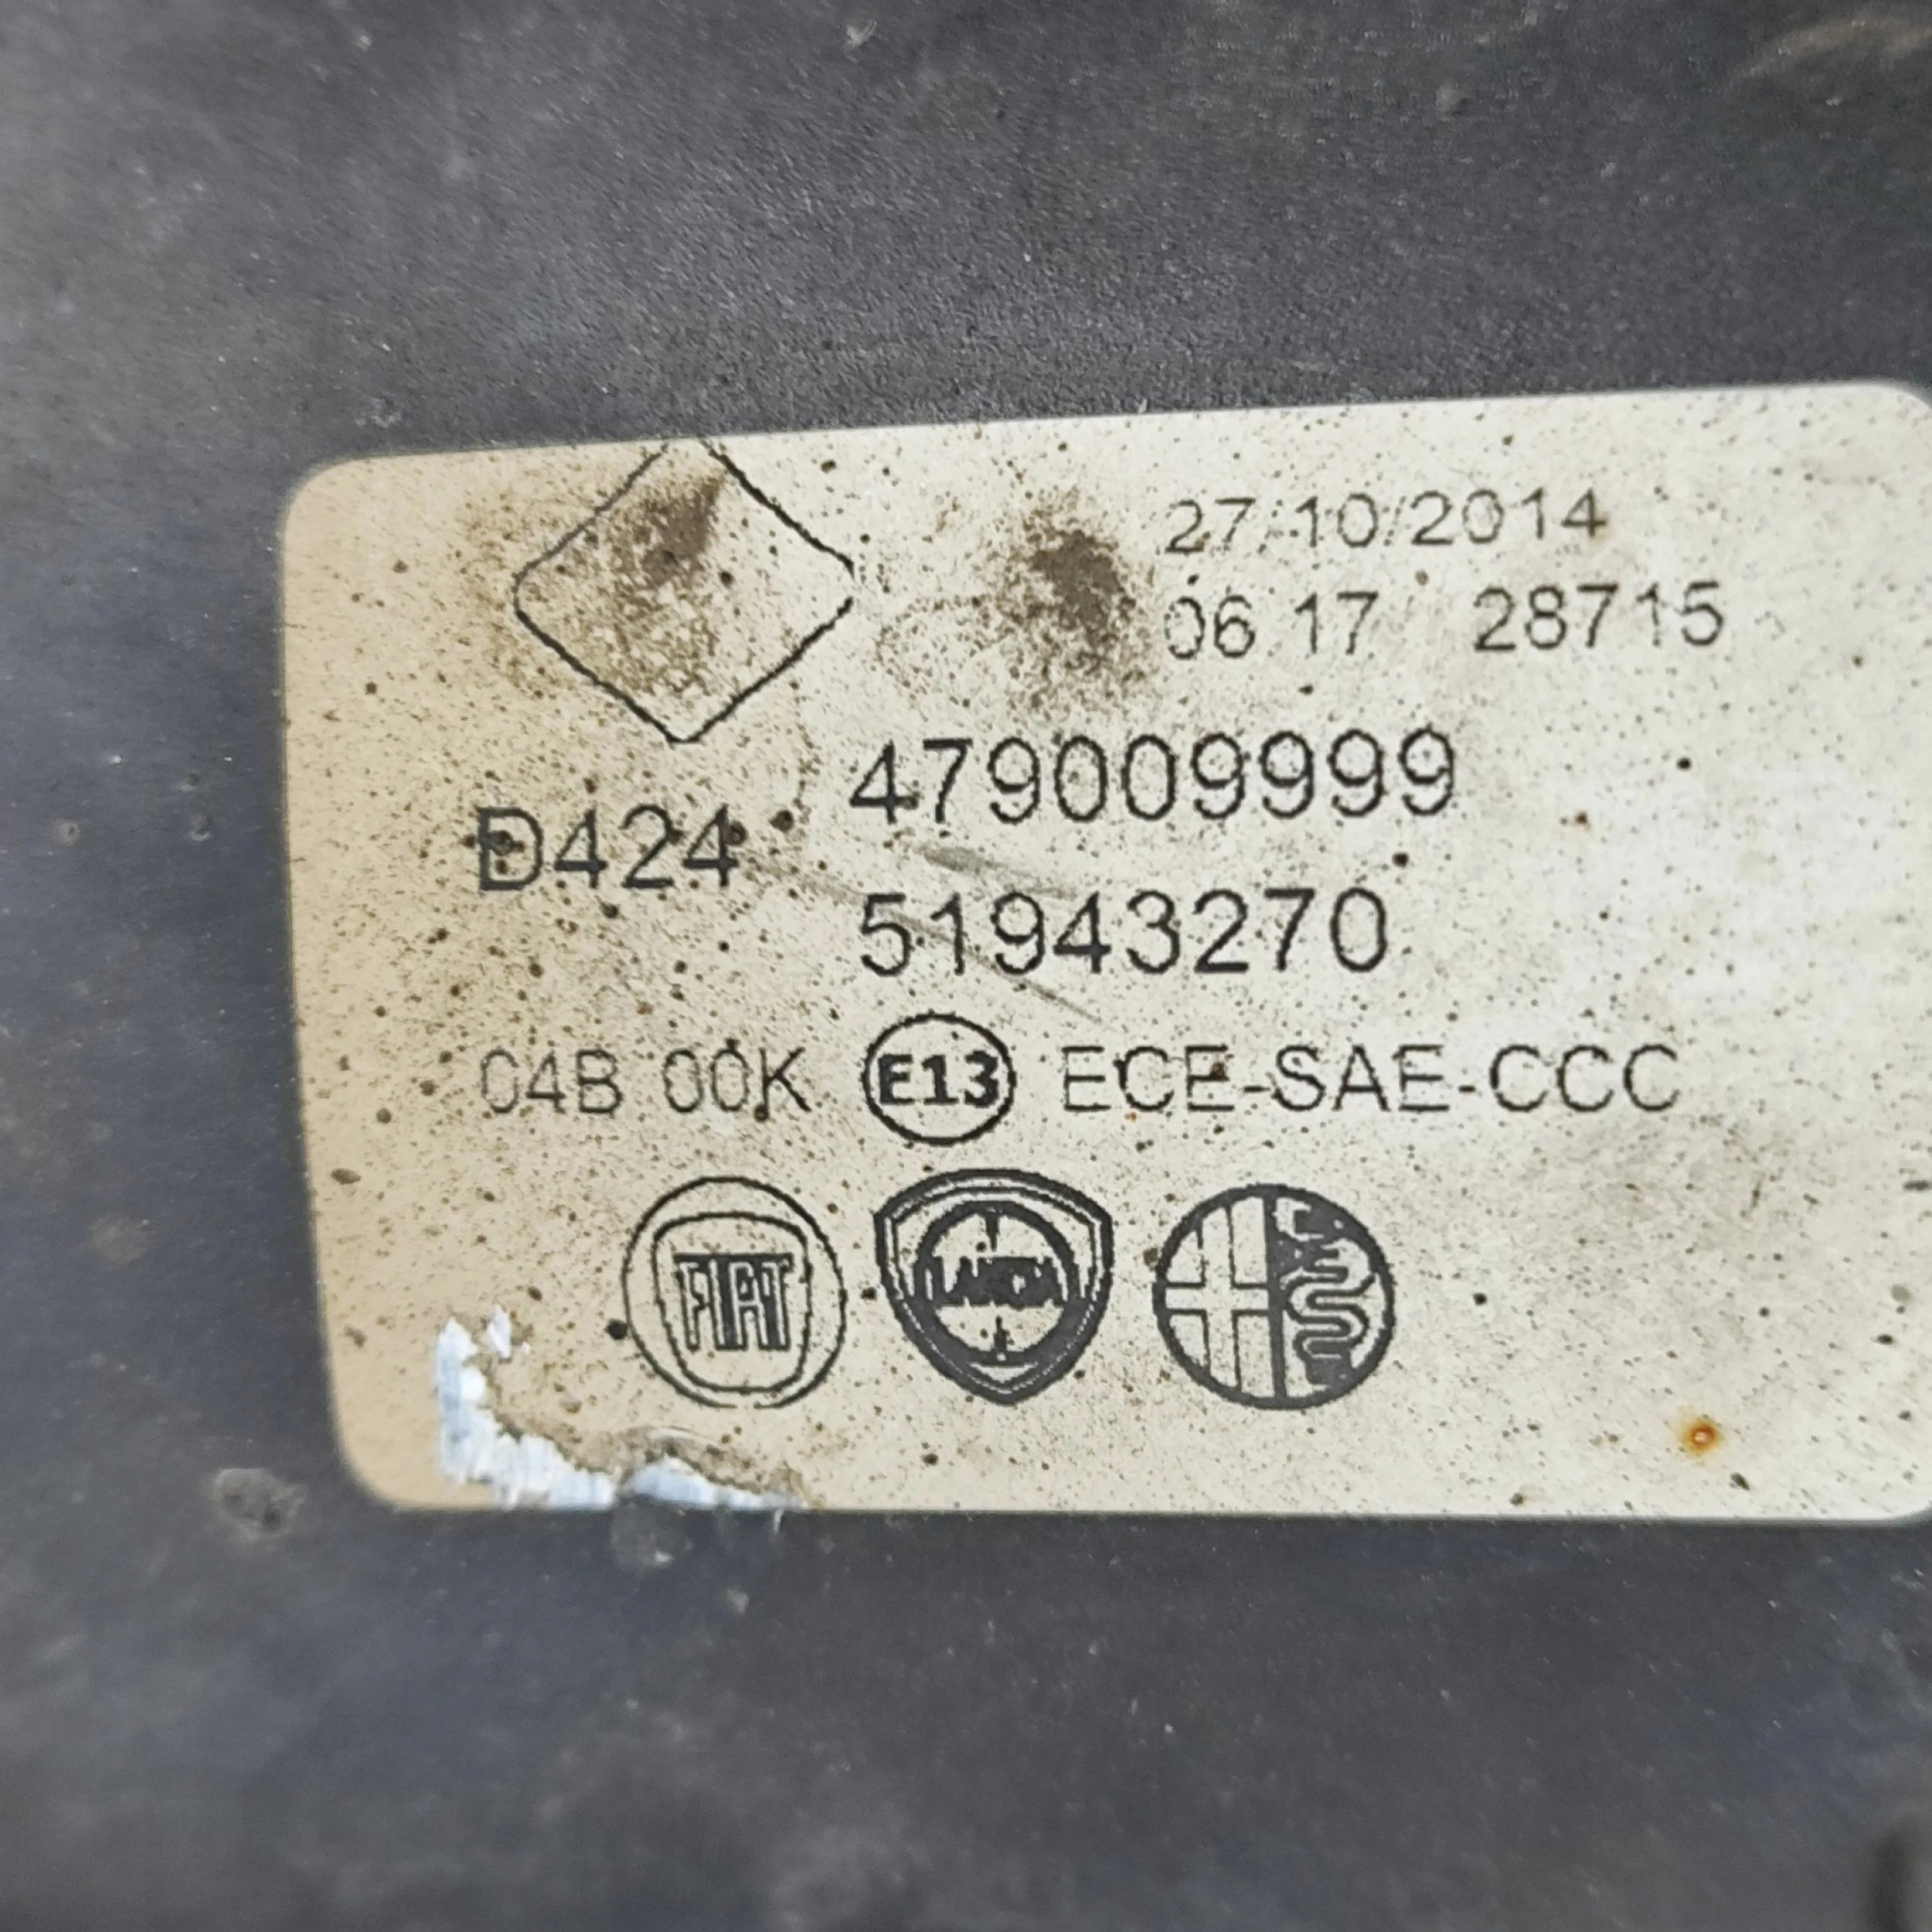 27/10/2014
06 17 28715
479009999
D424
51943270
04B 00K E13 ECE-SAE-CCC
FIAT LANCIA